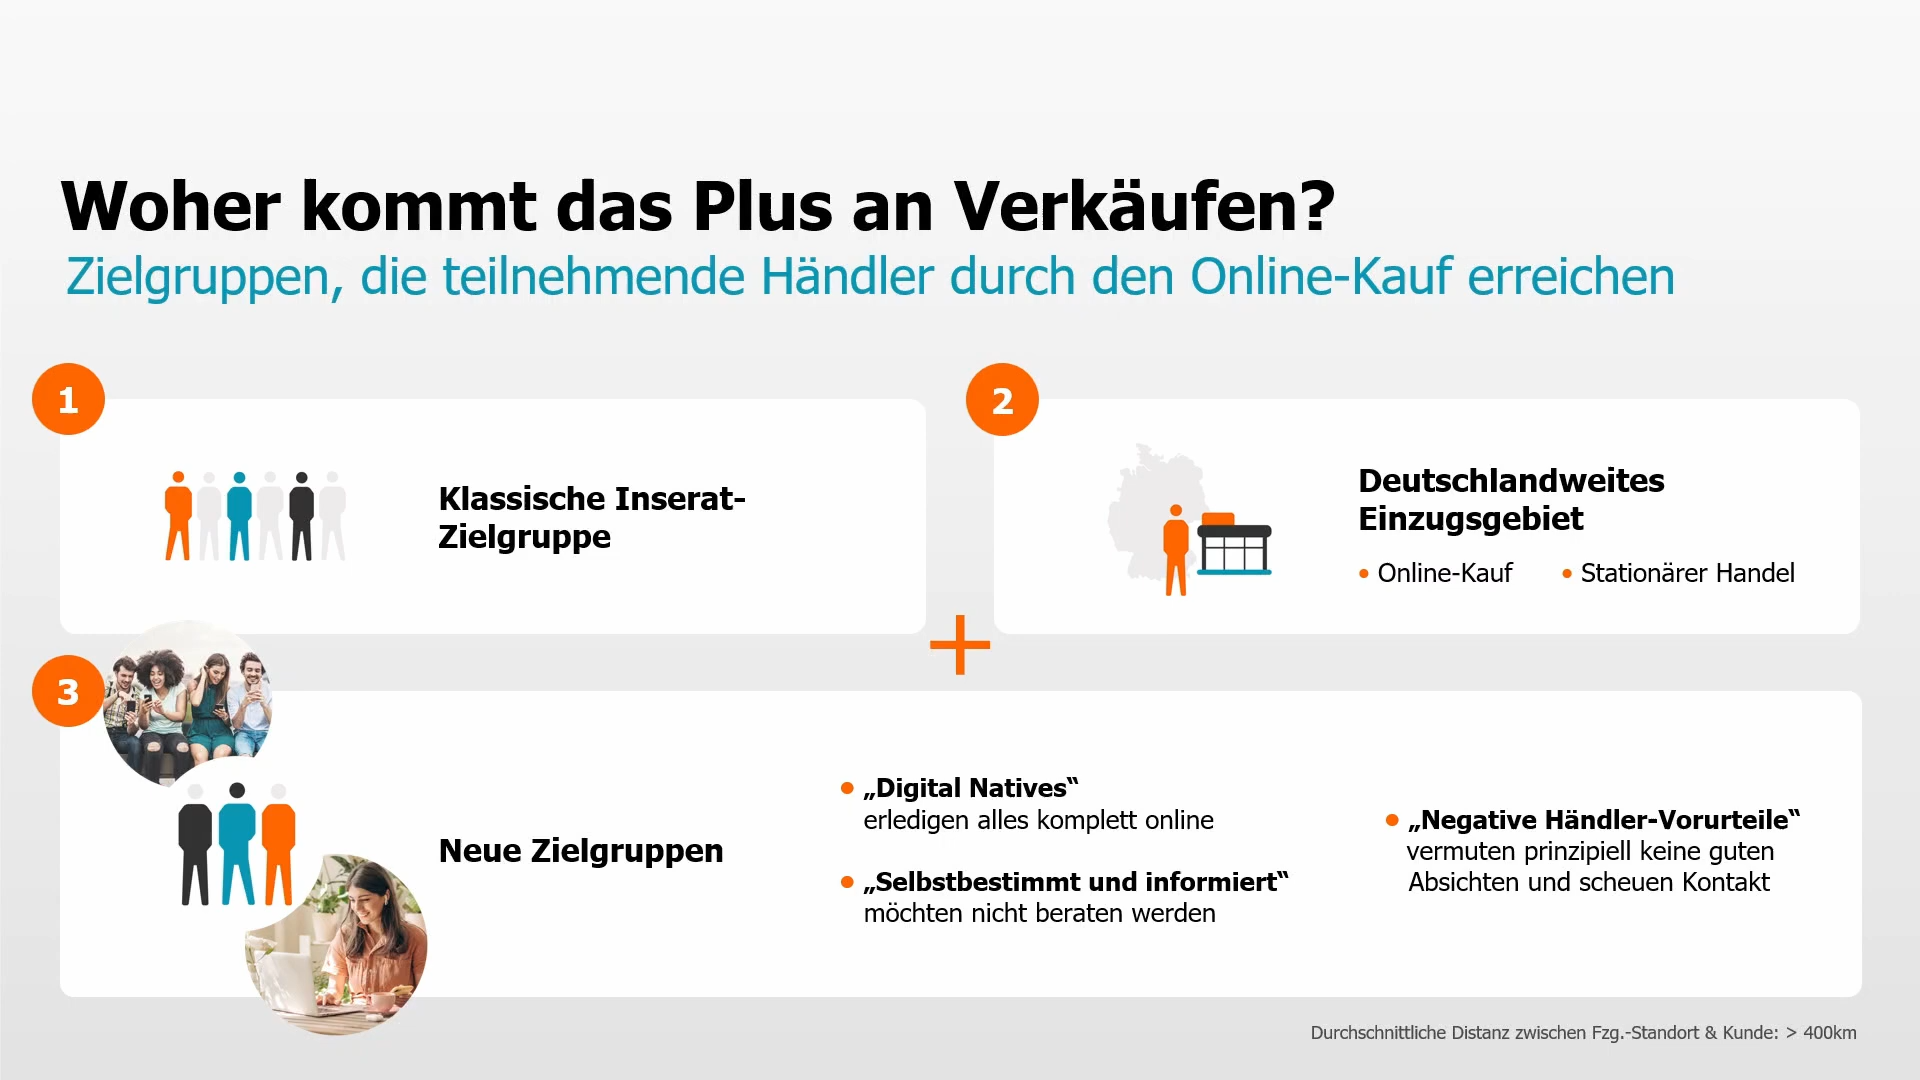 Woher kommt das Plus an Verkäufen?
Zielgruppen, die teilnehmende Händler durch den Online-Kauf erreichen
1
Klassische Inserat-
Zielgruppe
2
Deutschlandweites
Einzugsgebiet
• Online-Kauf
• Stationärer Handel
+
3
Neue Zielgruppen
• „Digital Natives“
erledigen alles komplett online
• „Selbstbestimmt und informiert“
möchten nicht beraten werden
• „Negative Händler-Vorurteile“
vermuten prinzipiell keine guten
Absichten und scheuen Kontakt
Durchschnittliche Distanz zwischen Fzg.-Standort & Kunde: > 400km